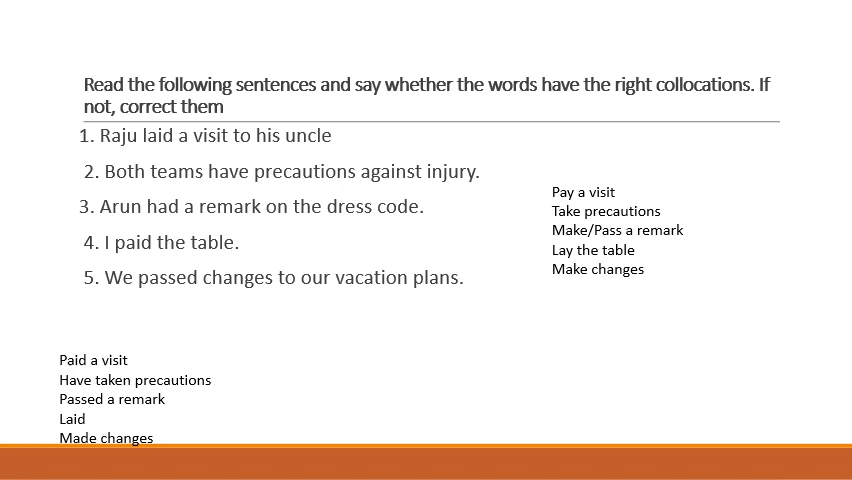 Read the following sentences and say whether the words have the right collocations. If
not, correct them
1. Raju laid a visit to his uncle
2. Both teams have precautions against injury.
3. Arun had a remark on the dress code.
4. I paid the table.
5. We passed changes to our vacation plans.
Pay a visit
Take precautions
Make/Pass a remark
Lay the table
Make changes
Paid a visit
Have taken precautions
Passed a remark
Laid
Made changes